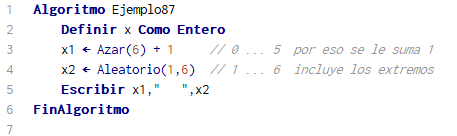 1 Algoritmo Ejemplo87
2 Definir x Como Entero
3 x1 ← Azar(6) + 1 // 0 ... 5 por eso se le suma 1
4 x2 ← Aleatorio(1,6) // 1 ... 6 incluye los extremos
5 Escribir x1," ",x2
6 FinAlgoritmo
7